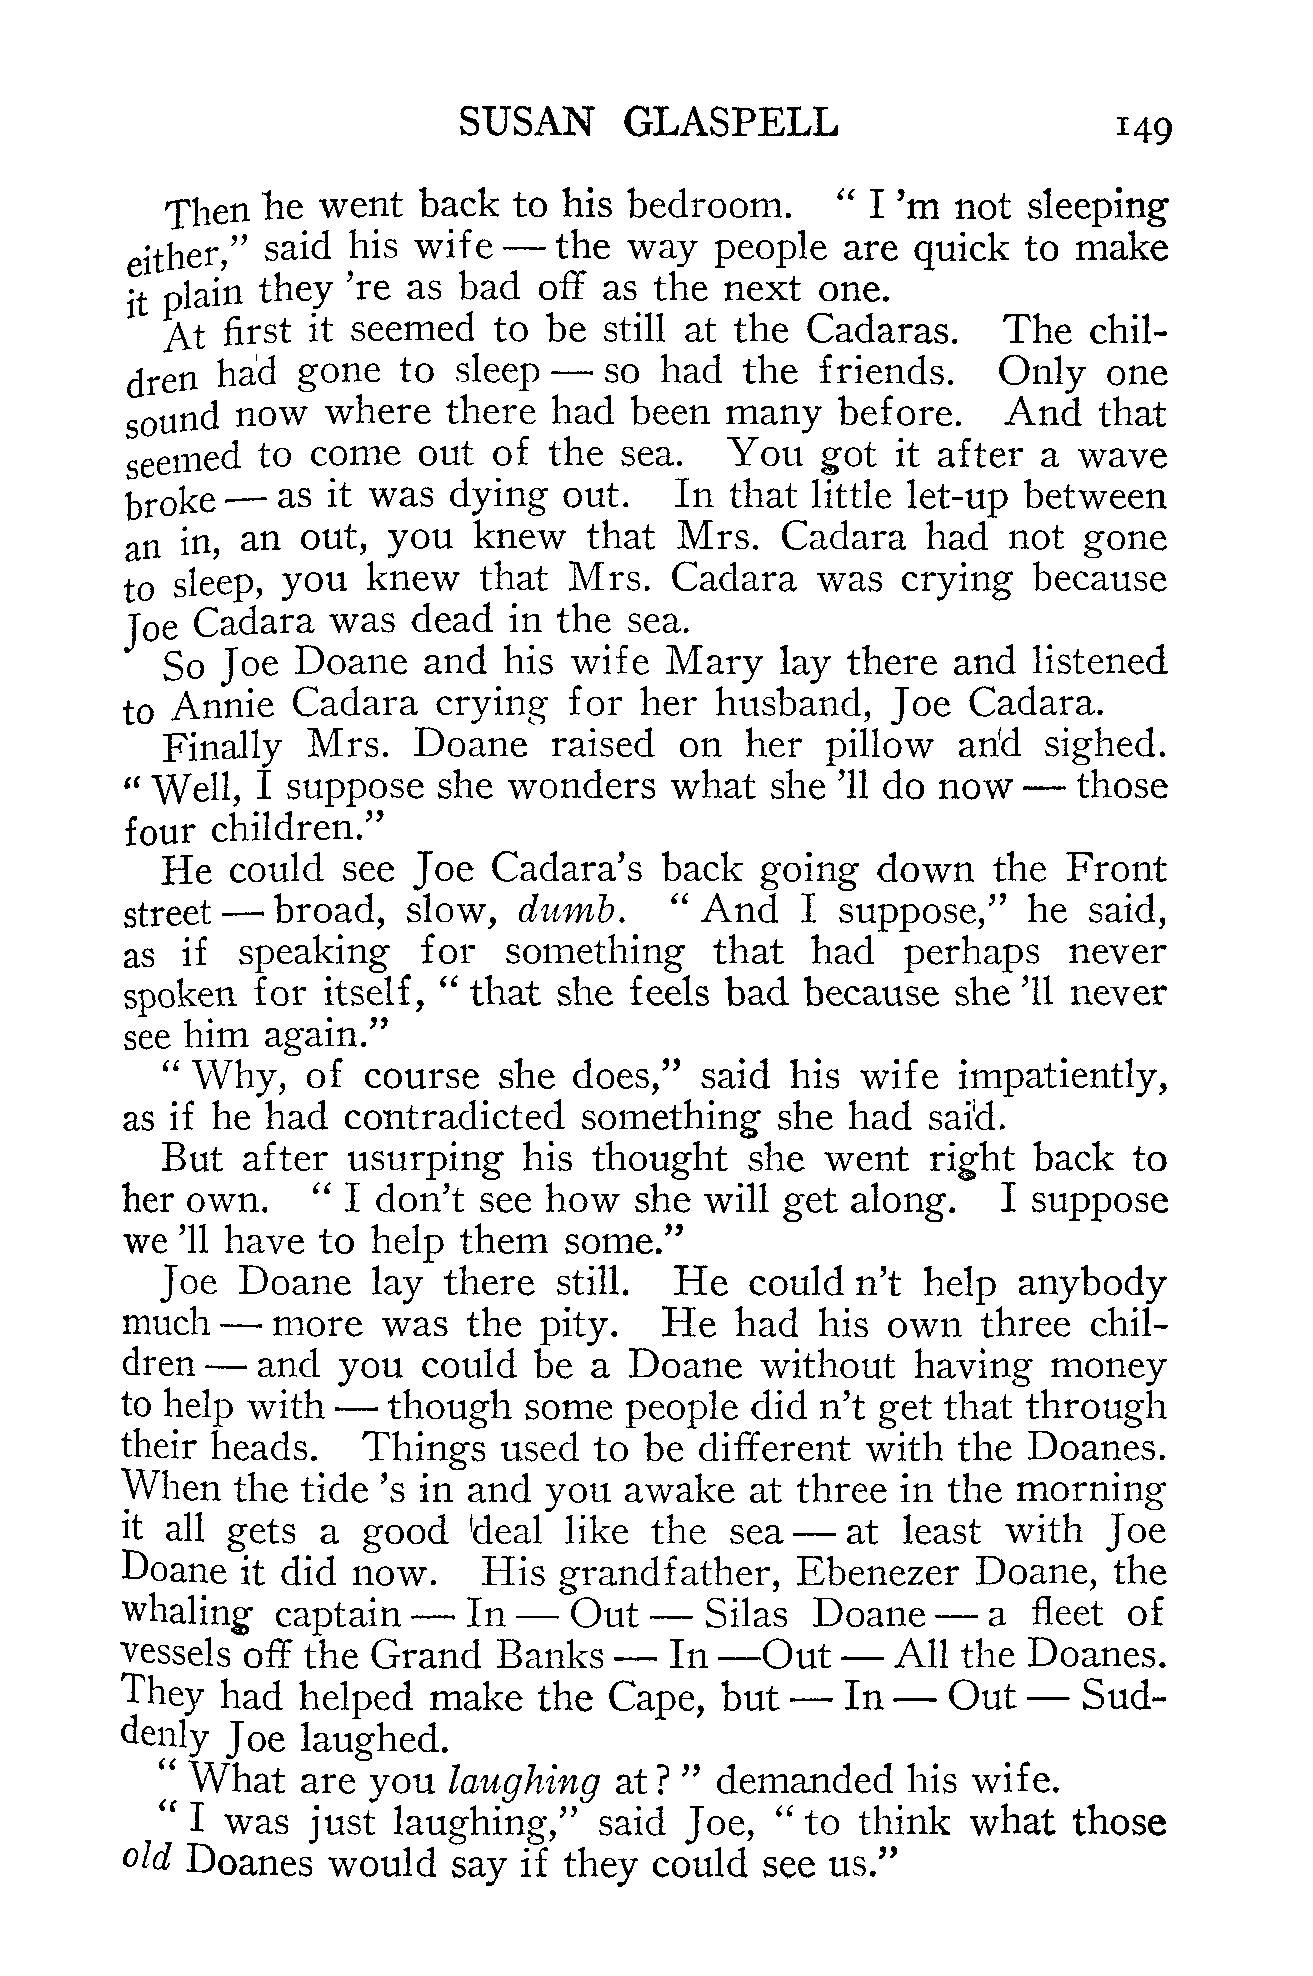 SUSAN GLASPELL 149
Then he went back to his bedroom. “ I 'm not sleeping
either,” said his wife — the way people are quick to make
it plain they 're as bad off as the next one.
At first it seemed to be still at the Cadaras. The chil-
dren had gone to sleep — so had the friends. Only one
sound now where there had been many before. And that
seemed to come out of the sea. You got it after a wave
broke — as it was dying out. In that little let-up between
an in, an out, you knew that Mrs. Cadara had not gone
to sleep, you knew that Mrs. Cadara was crying because
Joe Cadara was dead in the sea.
So Joe Doane and his wife Mary lay there and listened
to Annie Cadara crying for her husband, Joe Cadara.
Finally Mrs. Doane raised on her pillow and sighed.
“ Well, I suppose she wonders what she 'll do now — those
four children.”
He could see Joe Cadara's back going down the Front
street — broad, slow, dumb. “ And I suppose,” he said,
as if speaking for something that had perhaps never
spoken for itself, “ that she feels bad because she 'll never
see him again.”
“ Why, of course she does,” said his wife impatiently,
as if he had contradicted something she had said.
But after usurping his thought she went right back to
her own. “ I don't see how she will get along. I suppose
we 'll have to help them some.”
Joe Doane lay there still. He could n't help anybody
much — more was the pity. He had his own three chil-
dren — and you could be a Doane without having money
to help with — though some people did n't get that through
their heads. Things used to be different with the Doanes.
When the tide 's in and you awake at three in the morning
it all gets a good deal like the sea — at least with Joe
Doane it did now. His grandfather, Ebenezer Doane, the
whaling captain — In — Out — Silas Doane — a fleet of
vessels off the Grand Banks — In —Out — All the Doanes.
They had helped make the Cape, but — In — Out — Sud-
denly Joe laughed.
“ What are you laughing at? ” demanded his wife.
“ I was just laughing,” said Joe, “ to think what those
old Doanes would say if they could see us.”